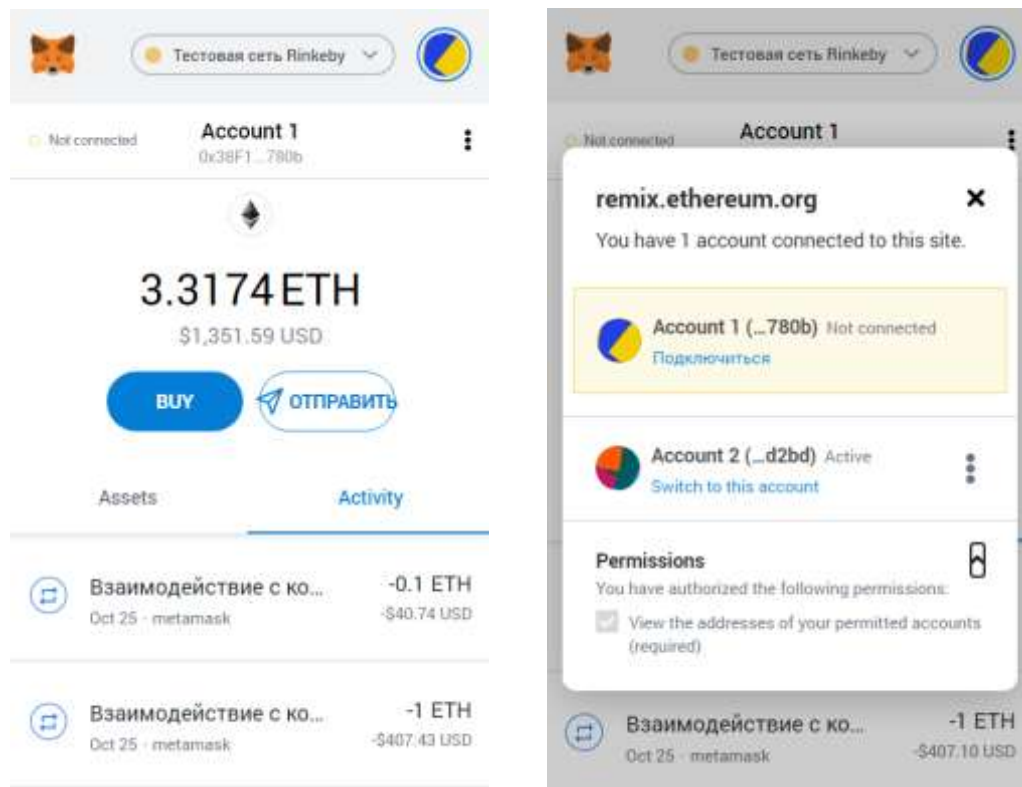 Тестовая сеть Rinkeby
Not connected
Account 1
0x38F1...780b
3.3174 ETH
$1,351.59 USD
BUY
ОТПРАВИТЬ
Assets
Activity
Взаимодействие с ко...
-0.1 ETH
Oct 25 · metamask
-$40.74 USD
Взаимодействие с ко...
-1 ETH
Oct 25 · metamask
-$407.43 USD
Тестовая сеть Rinkeby
Not connected
Account 1
remix.ethereum.org
You have 1 account connected to this site.
Account 1 (...780b) Not connected
Подключиться
Account 2 (...d2bd) Active
Switch to this account
Permissions
You have authorized the following permissions:
View the addresses of your permitted accounts
(required)
Взаимодействие с ко...
-1 ETH
Oct 25 · metamask
-$407.10 USD